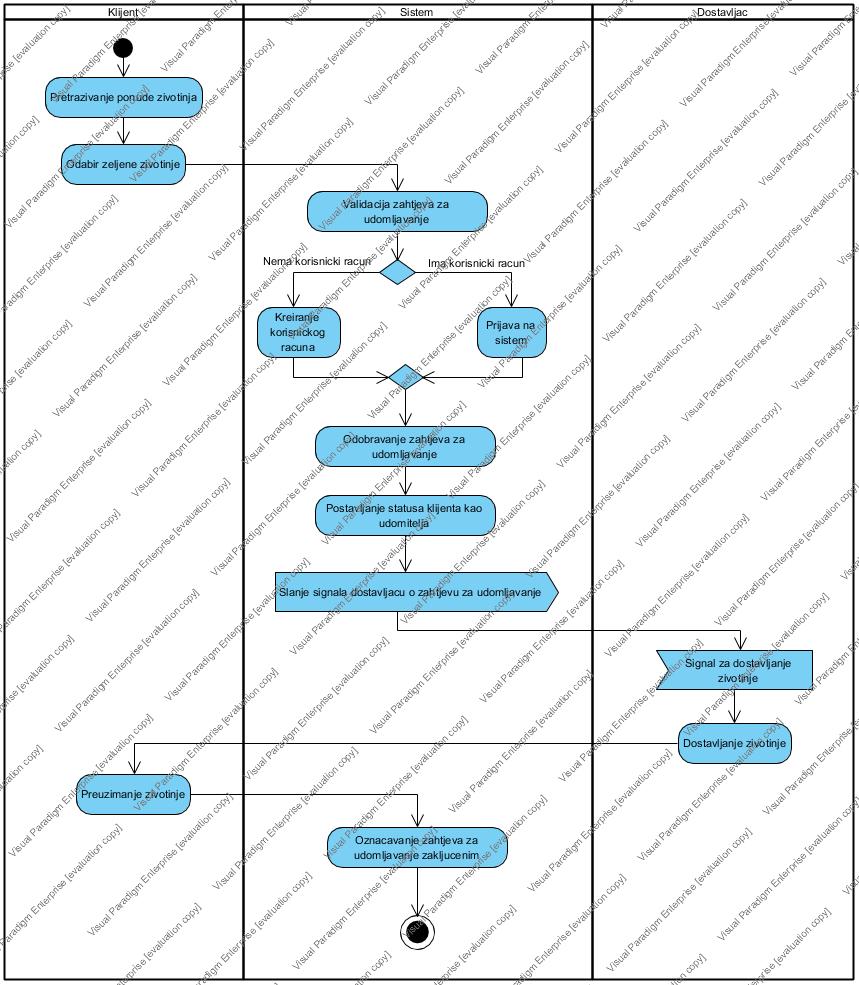 Klijent
Sistem
Dostavljac
Pretrazivanje ponude zivotinja
Odabir zeljene zivotinje
Validacija zahtjeva za
udomljavanje
Nema korisnicki racun
Ima korisnicki racun
Kreiranje
korisnickog
racuna
Prijava na
sistem
Odobravanje zahtjeva za
udomljavanje
Postavljanje statusa klijenta kao
udomitelja
Slanje signala dostavljacu o zahtjevu za udomljavanje
Signal za dostavljanje
zivotinje
Dostavljanje zivotinje
Preuzimanje zivotinje
Oznacavanje zahtjeva za
udomljavanje zakljucenim
Visual Paradigm Enterprise [evaluation copy]